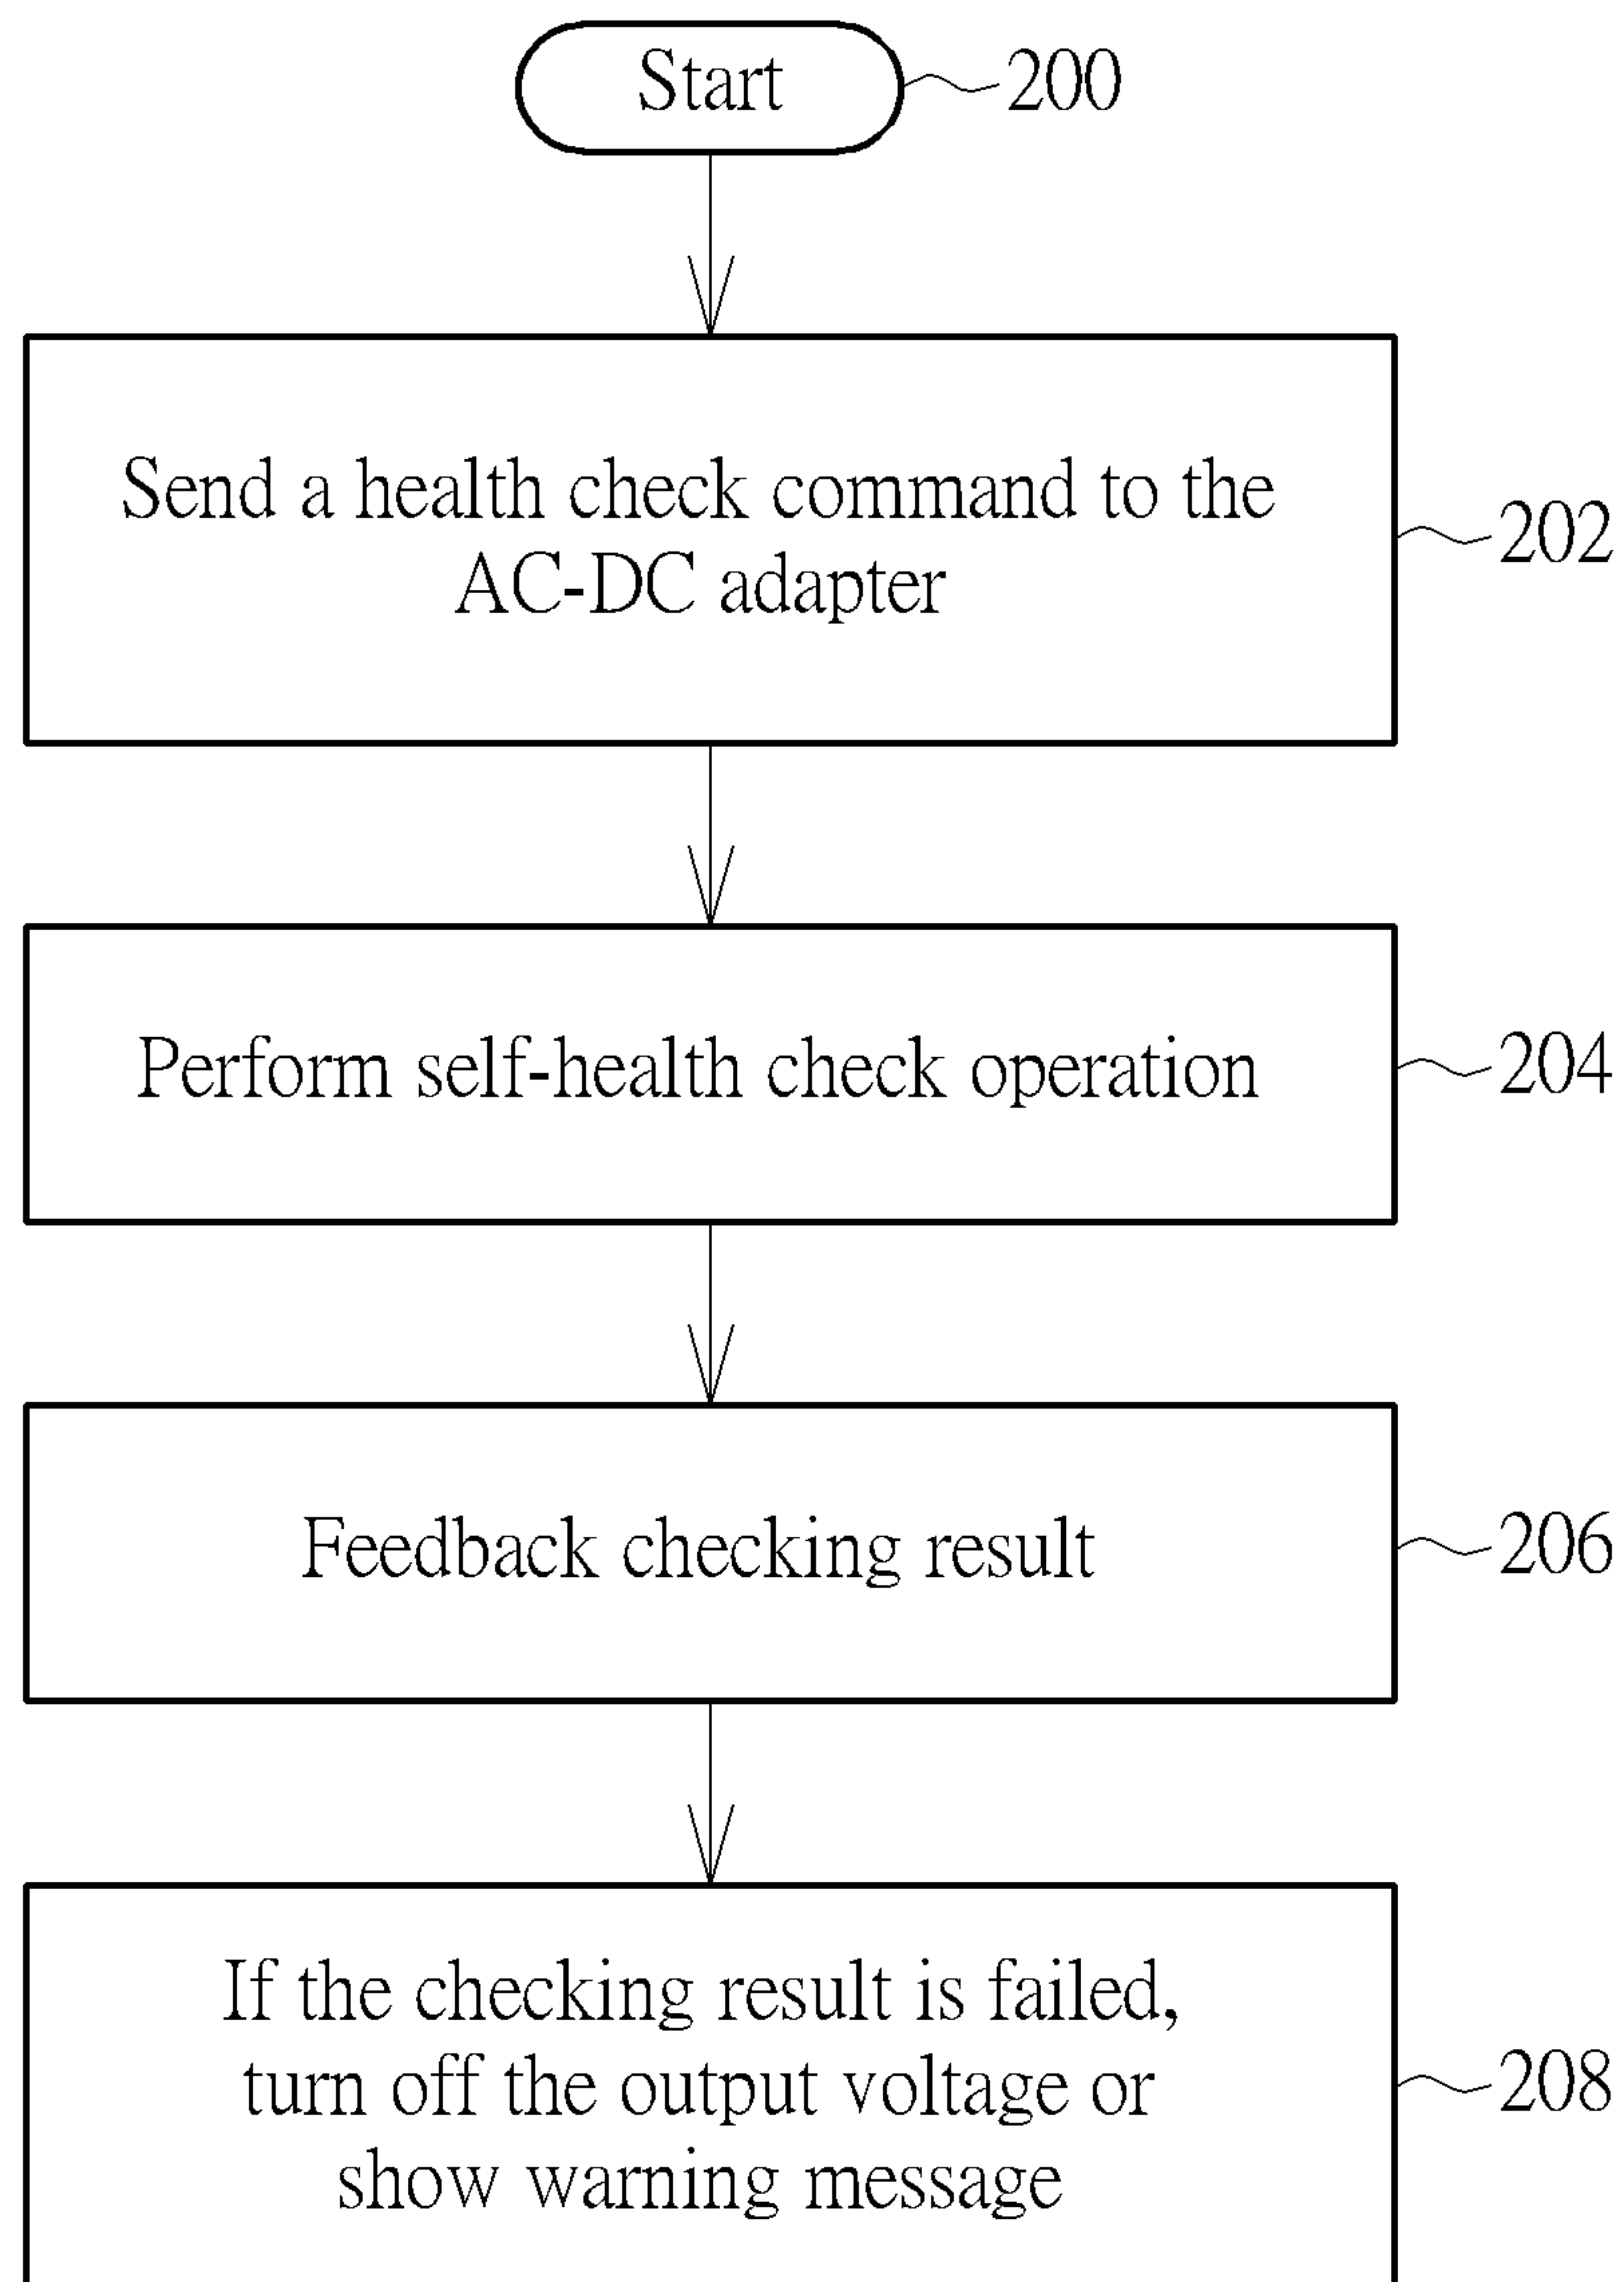 Start
200
Send a health check command to the
AC-DC adapter
202
Perform self-health check operation
204
Feedback checking result
206
If the checking result is failed,
turn off the output voltage or
show warning message
208